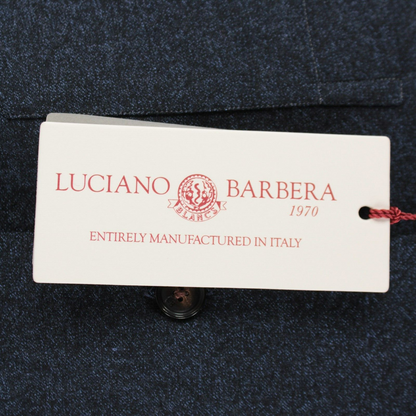 LUCIANO BARBERA
BLANCS
1970
ENTIRELY MANUFACTURED IN ITALY